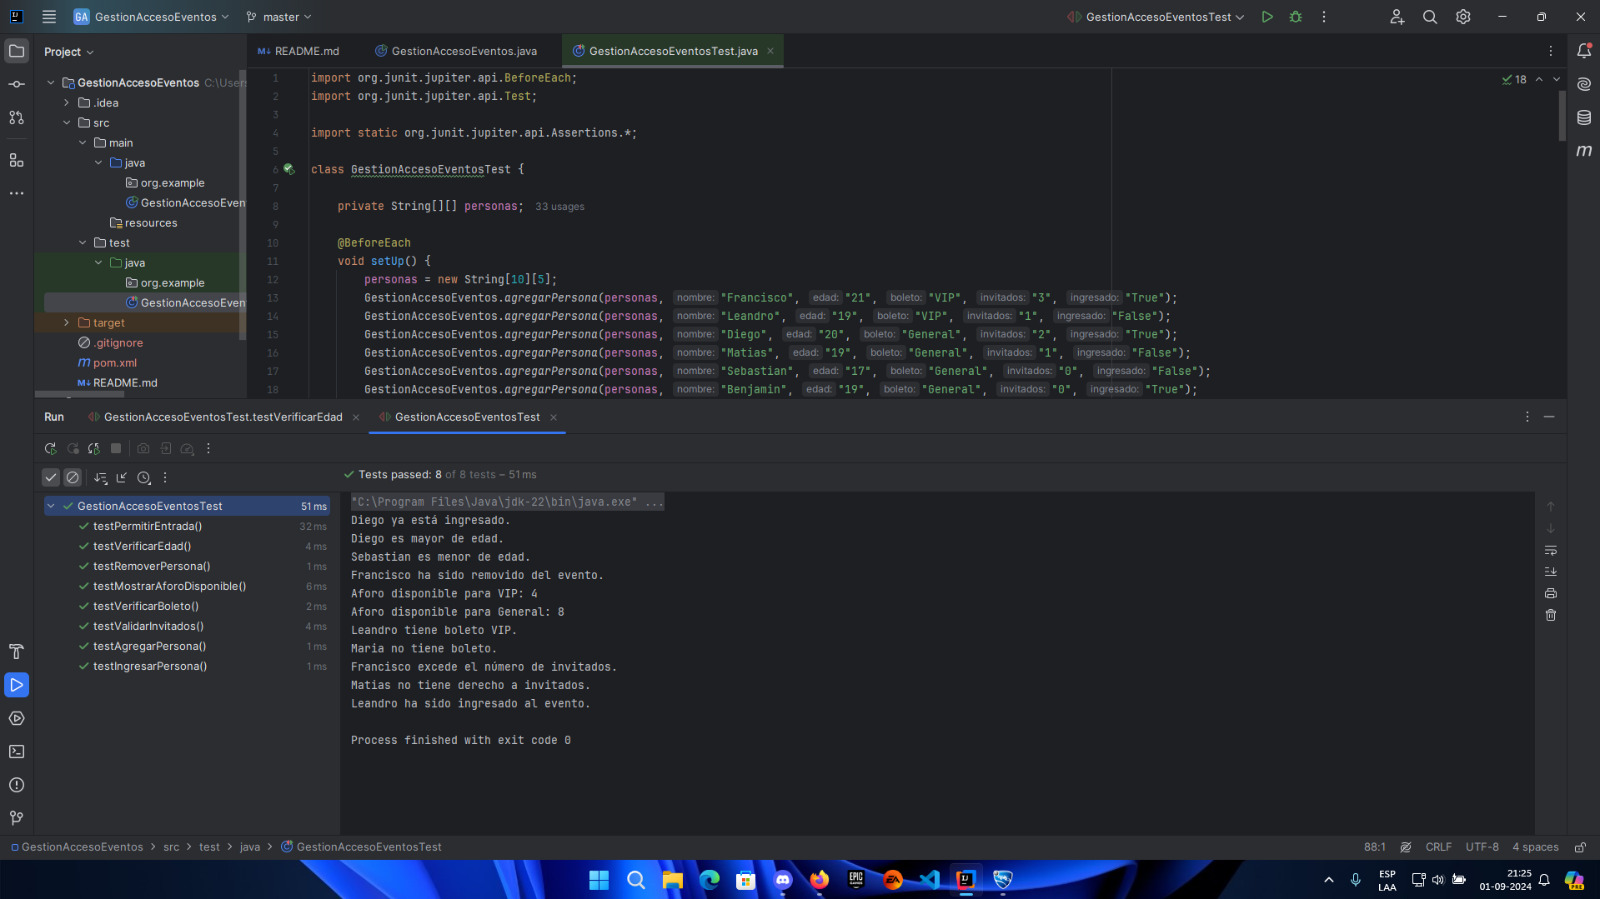 GA GestionAccesoEventos master GestionAccesoEventosTest
Project
README.md GestionAccesoEventos.java GestionAccesoEventosTest.java
GestionAccesoEventos C:\Users
.idea
src
main
java
org.example
GestionAccesoEven
resources
test
java
org.example
GestionAccesoEven
target
.gitignore
pom.xml
README.md
18
1 import org.junit.jupiter.api.BeforeEach;
2 import org.junit.jupiter.api.Test;
3
4 import static org.junit.jupiter.api.Assertions.*;
5
6 class GestionAccesoEventosTest {
7
8 private String[][] personas; 33 usages
9
10 @BeforeEach
11 void setUp() {
12 personas = new String[10][5];
13 GestionAccesoEventos.agregarPersona(personas, nombre: "Francisco", edad: "21", boleto: "VIP", invitados: "3", ingresado: "True");
14 GestionAccesoEventos.agregarPersona(personas, nombre: "Leandro", edad: "19", boleto: "VIP", invitados: "1", ingresado: "False");
15 GestionAccesoEventos.agregarPersona(personas, nombre: "Diego", edad: "20", boleto: "General", invitados: "2", ingresado: "True");
16 GestionAccesoEventos.agregarPersona(personas, nombre: "Matias", edad: "19", boleto: "General", invitados: "1", ingresado: "False");
17 GestionAccesoEventos.agregarPersona(personas, nombre: "Sebastian", edad: "17", boleto: "General", invitados: "0", ingresado: "False");
18 GestionAccesoEventos.agregarPersona(personas, nombre: "Benjamin", edad: "19", boleto: "General", invitados: "0", ingresado: "True");
Run GestionAccesoEventosTest.testVerificarEdad GestionAccesoEventosTest
Tests passed: 8 of 8 tests – 51 ms
GestionAccesoEventosTest 51 ms
testPermitirEntrada() 32 ms
testVerificarEdad() 4 ms
testRemoverPersona() 1 ms
testMostrarAforoDisponible() 6 ms
testVerificarBoleto() 2 ms
testValidarInvitados() 4 ms
testAgregarPersona() 1 ms
testIngresarPersona() 1 ms
"C:\Program Files\Java\jdk-22\bin\java.exe" ...
Diego ya está ingresado.
Diego es mayor de edad.
Sebastian es menor de edad.
Francisco ha sido removido del evento.
Aforo disponible para VIP: 4
Aforo disponible para General: 8
Leandro tiene boleto VIP.
Maria no tiene boleto.
Francisco excede el número de invitados.
Matias no tiene derecho a invitados.
Leandro ha sido ingresado al evento.
Process finished with exit code 0
GestionAccesoEventos > src > test > java > GestionAccesoEventosTest 88:1 CRLF UTF-8 4 spaces
EPIC
EA
ESP
LAA
21:25
01-09-2024
PRE